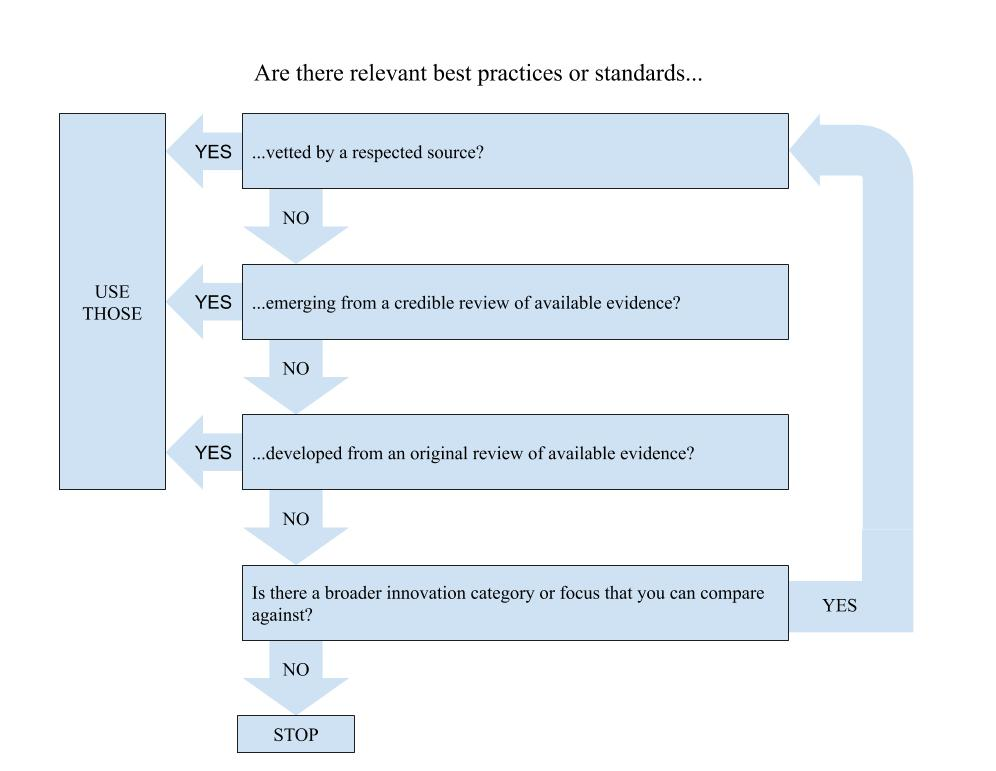 Are there relevant best practices or standards...
YES
...vetted by a respected source?
NO
USE
THOSE
YES
...emerging from a credible review of available evidence?
NO
YES
...developed from an original review of available evidence?
NO
Is there a broader innovation category or focus that you can compare
against?
YES
NO
STOP